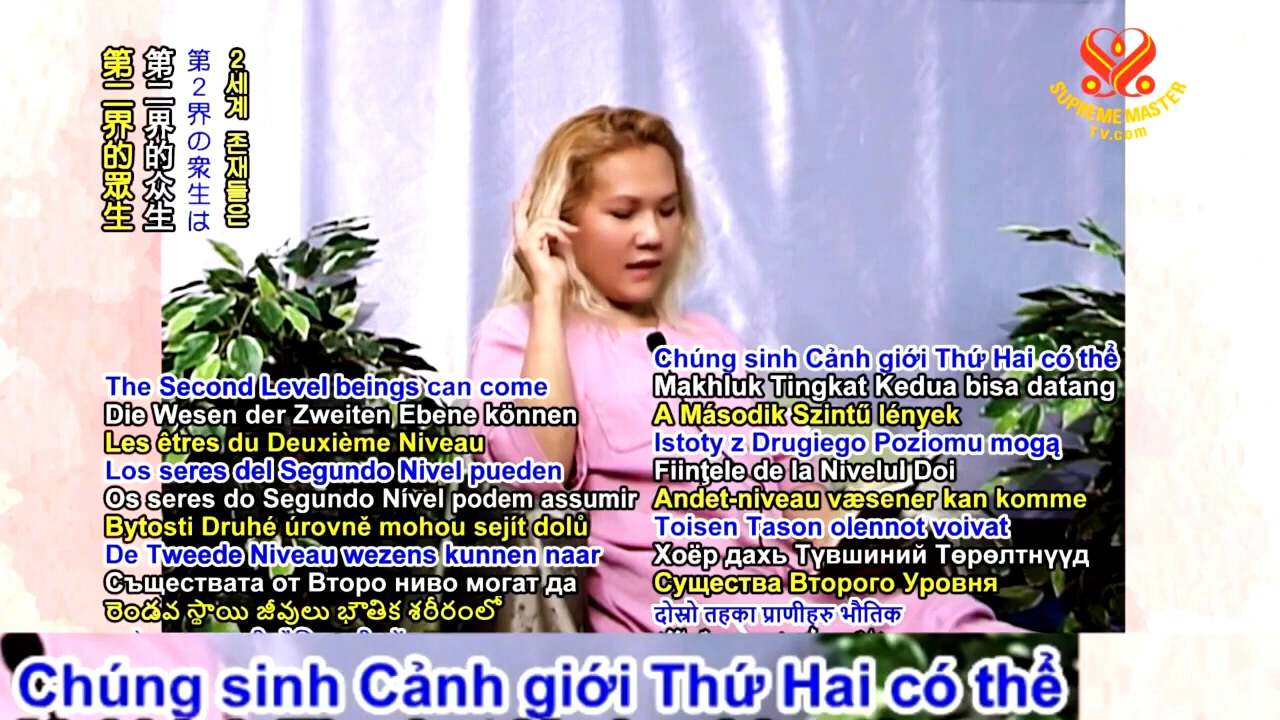 第二界的眾生
第二界的众生
第2界の衆生は
2세계 존재들은
SUPREME MASTER
TV.com
The Second Level beings can come
Die Wesen der Zweiten Ebene können
Les êtres du Deuxième Niveau
Los seres del Segundo Nivel pueden
Os seres do Segundo Nível podem assumir
Bytosti Druhé úrovně mohou sejít dolů
De Tweede Niveau wezens kunnen naar
Съществата от Второ ниво могат да
రెండవ స్థాయి జీవులు భౌతిక శరీరంలో
Chúng sinh Cảnh giới Thứ Hai có thể
Makhluk Tingkat Kedua bisa datang
A Második Szintű lények
Istoty z Drugiego Poziomu mogą
Fiinţele de la Nivelul Doi
Andet-niveau væsener kan komme
Toisen Tason olennot voivat
Хоёр дахь Түвшиний Төрөлтнүүд
Существа Второго Уровня
दोस्रो तहका प्राणीहरु भौतिक
Chúng sinh Cảnh giới Thứ Hai có thể